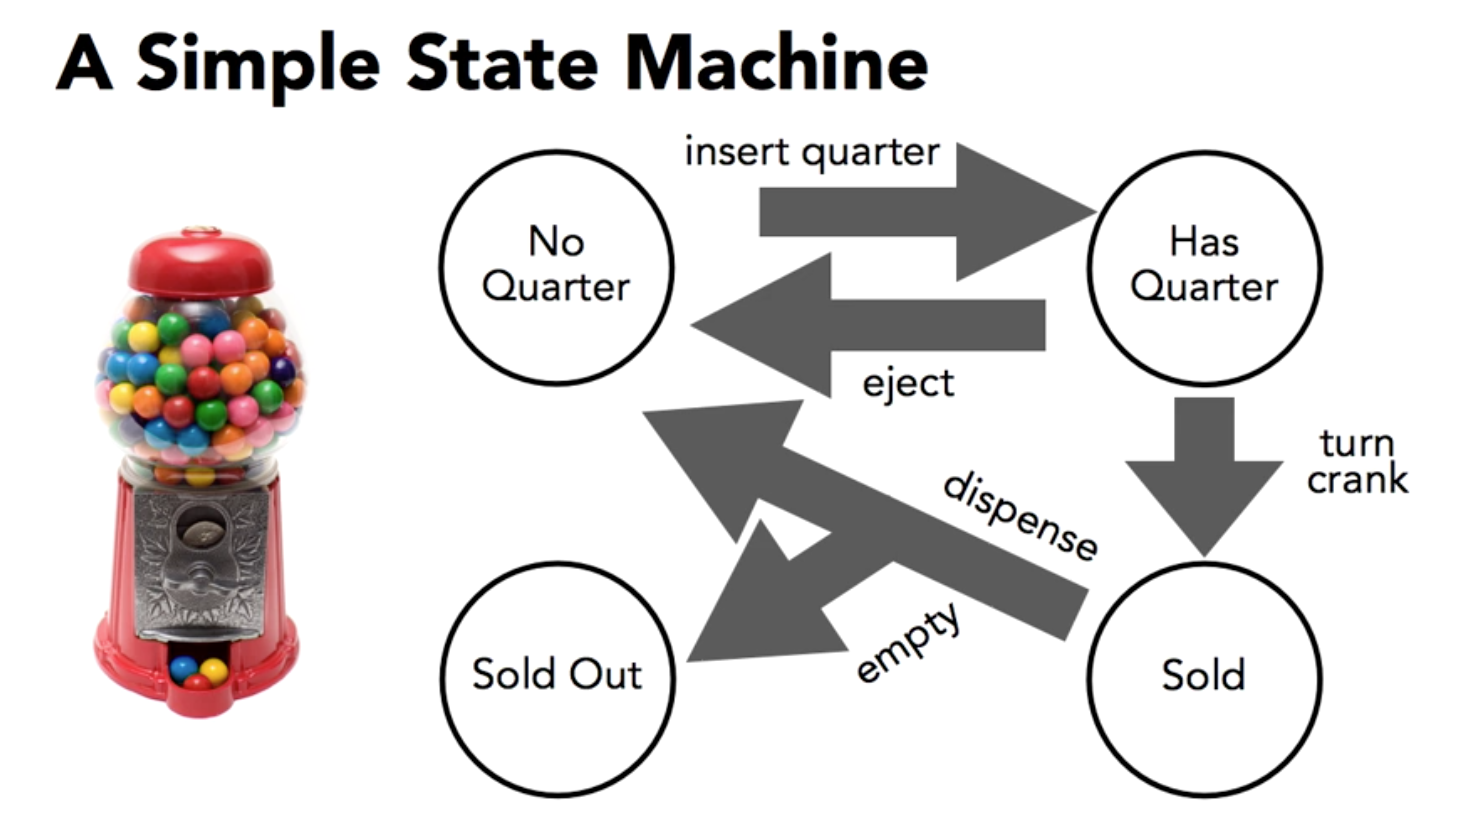 A Simple State Machine
insert quarter
No
Quarter
Has
Quarter
eject
turn
crank
dispense
empty
Sold Out
Sold